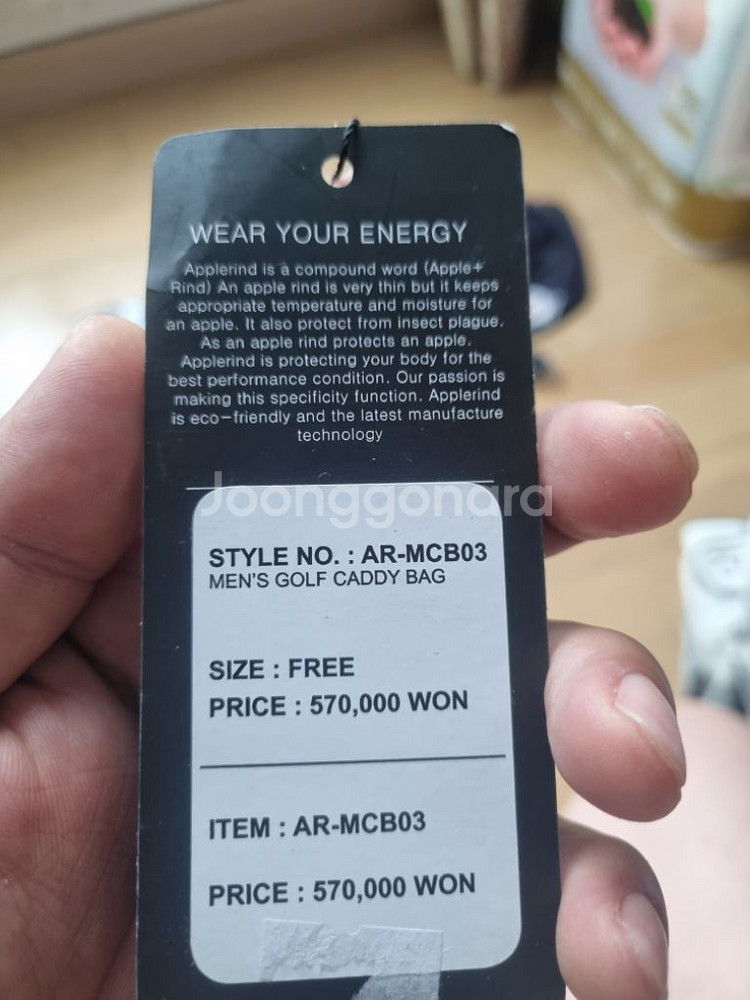 WEAR YOUR ENERGY
Applerind is a compound word (Apple+
Rind) An apple rind is very thin but it keeps
appropriate temperature and moisture for
an apple. It also protect from insect plague.
As an apple rind protects an apple.
Applerind is protecting your body for the
best performance condition. Our passion is
making this specificity function. Applerind
is eco-friendly and the latest manufacture
technology
Joonggonara
STYLE NO. : AR-MCB03
MEN'S GOLF CADDY BAG
SIZE : FREE
PRICE : 570,000 WON
ITEM : AR-MCB03
PRICE : 570,000 WON